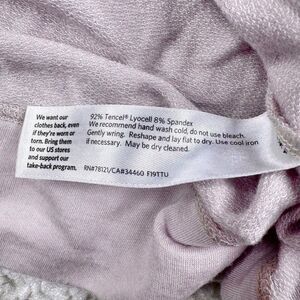 We want our
clothes back, even
if they're worn or
torn. Bring them
to our US stores
and support our
take-back program.
92% Tencel® Lyocell 8% Spandex
We recommend hand wash cold, do not use bleach.
Gently wring. Reshape and lay flat to dry. Use cool iron
if necessary. May be dry cleaned.
RN#78121/CA#34460 F19TTU